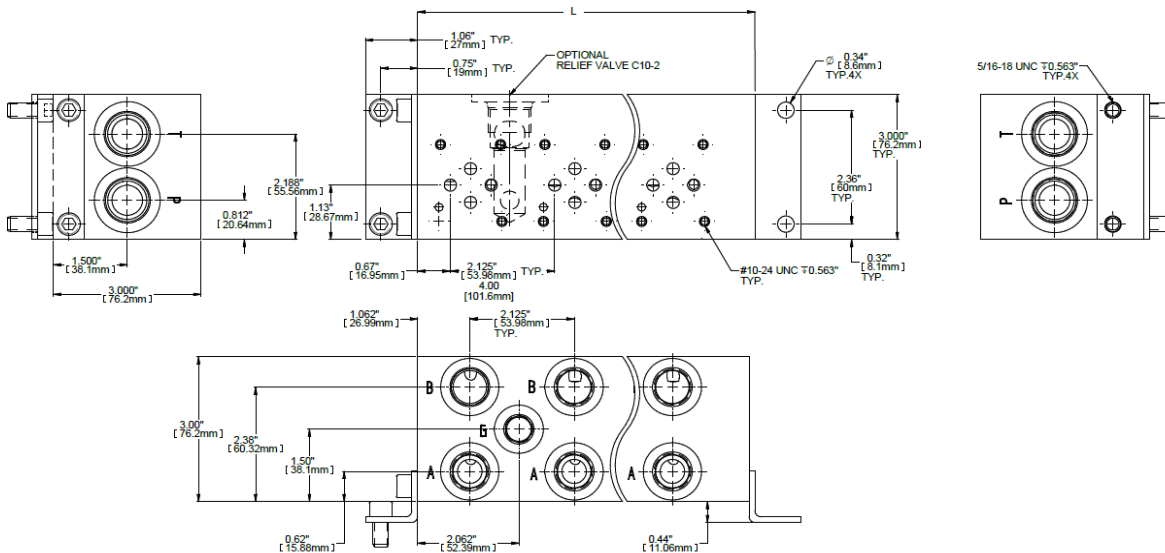 L
1.06"
[27mm] TYP.
0.75"
[19mm] TYP.
OPTIONAL
RELIEF VALVE C10-2
Ø 0.34"
[8.6mm]
TYP.4X
5/16-18 UNC ↧0.563"
TYP.4X
T
P
2.188"
[55.56mm]
0.812"
[20.64mm]
1.13"
[28.67mm]
1.500"
[38.1mm]
3.000"
[76.2mm]
3.000"
[76.2mm]
TYP.
2.36"
[60mm]
TYP.
0.32"
[8.1mm]
TYP.
T
P
0.67"
[16.95mm]
2.125"
[53.98mm] TYP.
4.00
[101.6mm]
#10-24 UNC ↧0.563"
TYP.
1.062"
[26.99mm]
2.125"
[53.98mm]
TYP.
B
B
G
A
A
A
3.00"
[76.2mm]
2.38"
[60.32mm]
1.50"
[38.1mm]
0.62"
[15.88mm]
2.062"
[52.39mm]
0.44"
[11.06mm]